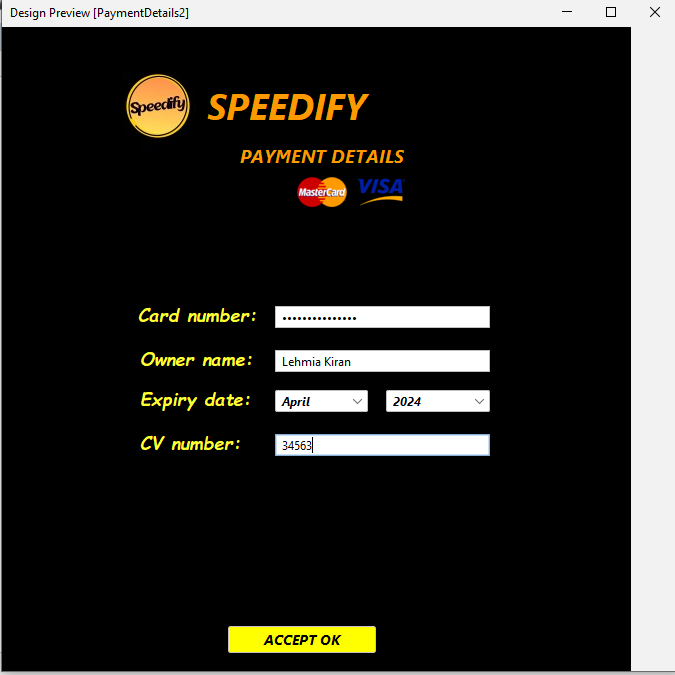 Design Preview [PaymentDetails2]
Speedify SPEEDIFY
PAYMENT DETAILS
MasterCard VISA
Card number: •••••••••••••••
Owner name: Lehmia Kiran
Expiry date: April 2024
CV number: 34563
ACCEPT OK